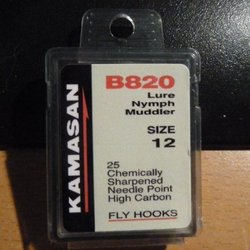 KAMASAN
B820
Lure
Nymph
Muddler
SIZE
12
25
Chemically
Sharpened
Needle Point
High Carbon
FLY HOOKS